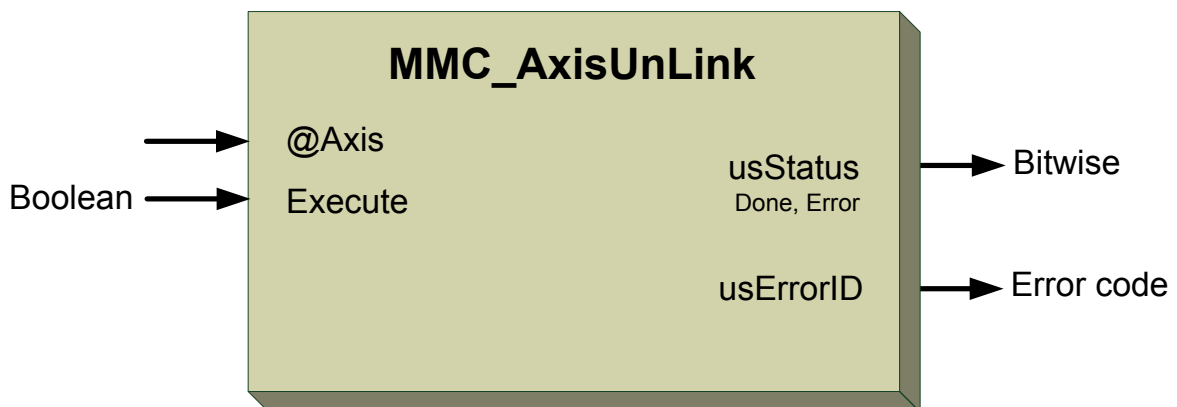 MMC_AxisUnLink
@Axis
Boolean
Execute
usStatus
Done, Error
Bitwise
usErrorID
Error code